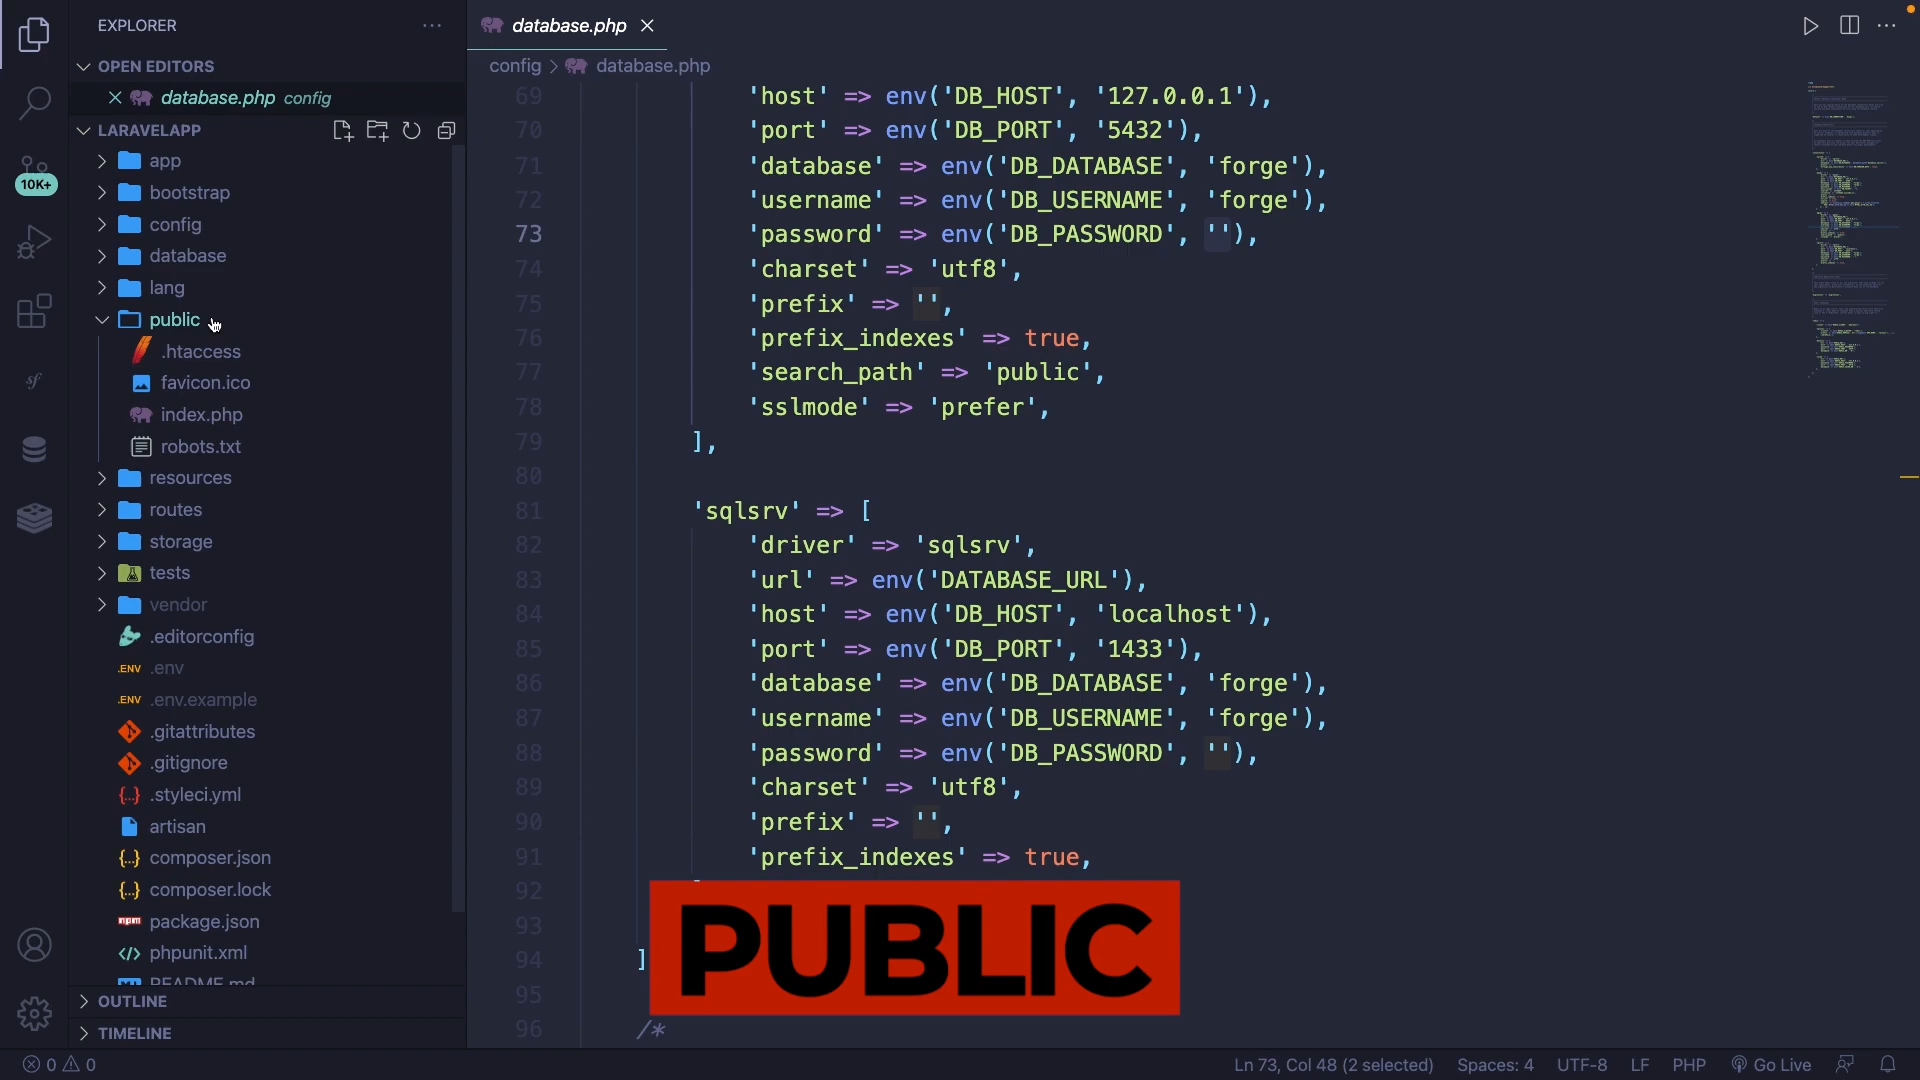 EXPLORER
OPEN EDITORS
database.php config
LARAVELAPP
app
bootstrap
config
database
lang
public
.htaccess
favicon.ico
index.php
robots.txt
resources
routes
storage
tests
vendor
.editorconfig
.ENV .env
.ENV .env.example
.gitattributes
.gitignore
{..} .styleci.yml
artisan
{..} composer.json
{..} composer.lock
npm package.json
</> phpunit.xml
README.md
OUTLINE
TIMELINE
10K+
sf
database.php
config > database.php
69 'host' => env('DB_HOST', '127.0.0.1'),
70 'port' => env('DB_PORT', '5432'),
71 'database' => env('DB_DATABASE', 'forge'),
72 'username' => env('DB_USERNAME', 'forge'),
73 'password' => env('DB_PASSWORD', ''),
74 'charset' => 'utf8',
75 'prefix' => '',
76 'prefix_indexes' => true,
77 'search_path' => 'public',
78 'sslmode' => 'prefer',
79 ],
80
81 'sqlsrv' => [
82 'driver' => 'sqlsrv',
83 'url' => env('DATABASE_URL'),
84 'host' => env('DB_HOST', 'localhost'),
85 'port' => env('DB_PORT', '1433'),
86 'database' => env('DB_DATABASE', 'forge'),
87 'username' => env('DB_USERNAME', 'forge'),
88 'password' => env('DB_PASSWORD', ''),
89 'charset' => 'utf8',
90 'prefix' => '',
91 'prefix_indexes' => true,
92
93
94 ]
95
96 /*
PUBLIC
0 0
Ln 73, Col 48 (2 selected) Spaces: 4 UTF-8 LF PHP Go Live